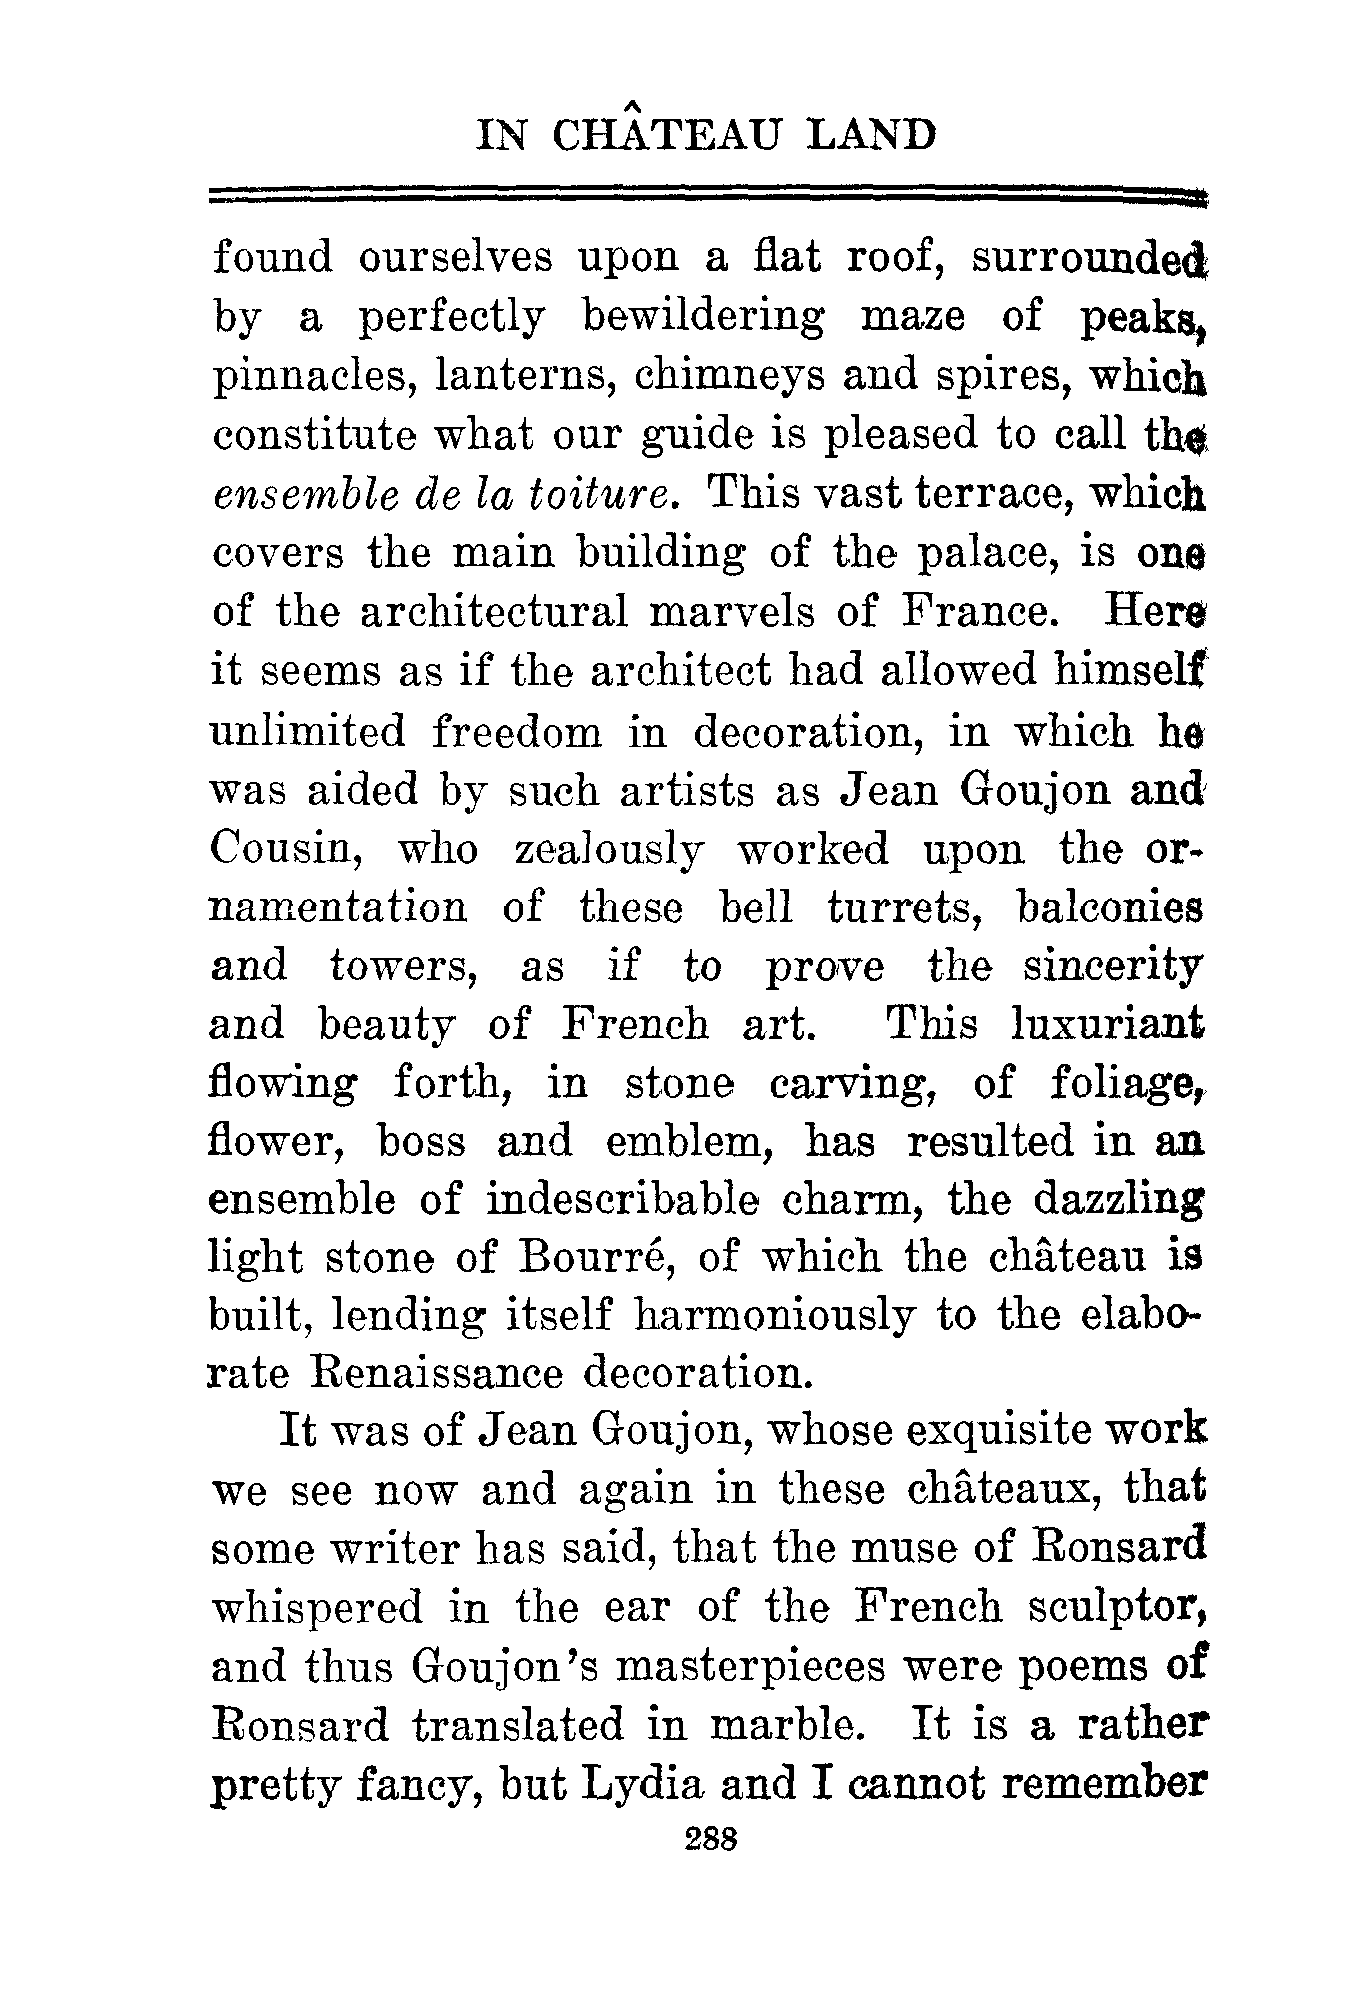 IN CHÂTEAU LAND
found ourselves upon a flat roof, surrounded
by a perfectly bewildering maze of peaks,
pinnacles, lanterns, chimneys and spires, which
constitute what our guide is pleased to call the
ensemble de la toiture. This vast terrace, which
covers the main building of the palace, is one
of the architectural marvels of France. Here
it seems as if the architect had allowed himself
unlimited freedom in decoration, in which he
was aided by such artists as Jean Goujon and
Cousin, who zealously worked upon the or-
namentation of these bell turrets, balconies
and towers, as if to prove the sincerity
and beauty of French art. This luxuriant
flowing forth, in stone carving, of foliage,
flower, boss and emblem, has resulted in an
ensemble of indescribable charm, the dazzling
light stone of Bourré, of which the château is
built, lending itself harmoniously to the elabo-
rate Renaissance decoration.
It was of Jean Goujon, whose exquisite work
we see now and again in these châteaux, that
some writer has said, that the muse of Ronsard
whispered in the ear of the French sculptor,
and thus Goujon's masterpieces were poems of
Ronsard translated in marble. It is a rather
pretty fancy, but Lydia and I cannot remember
288